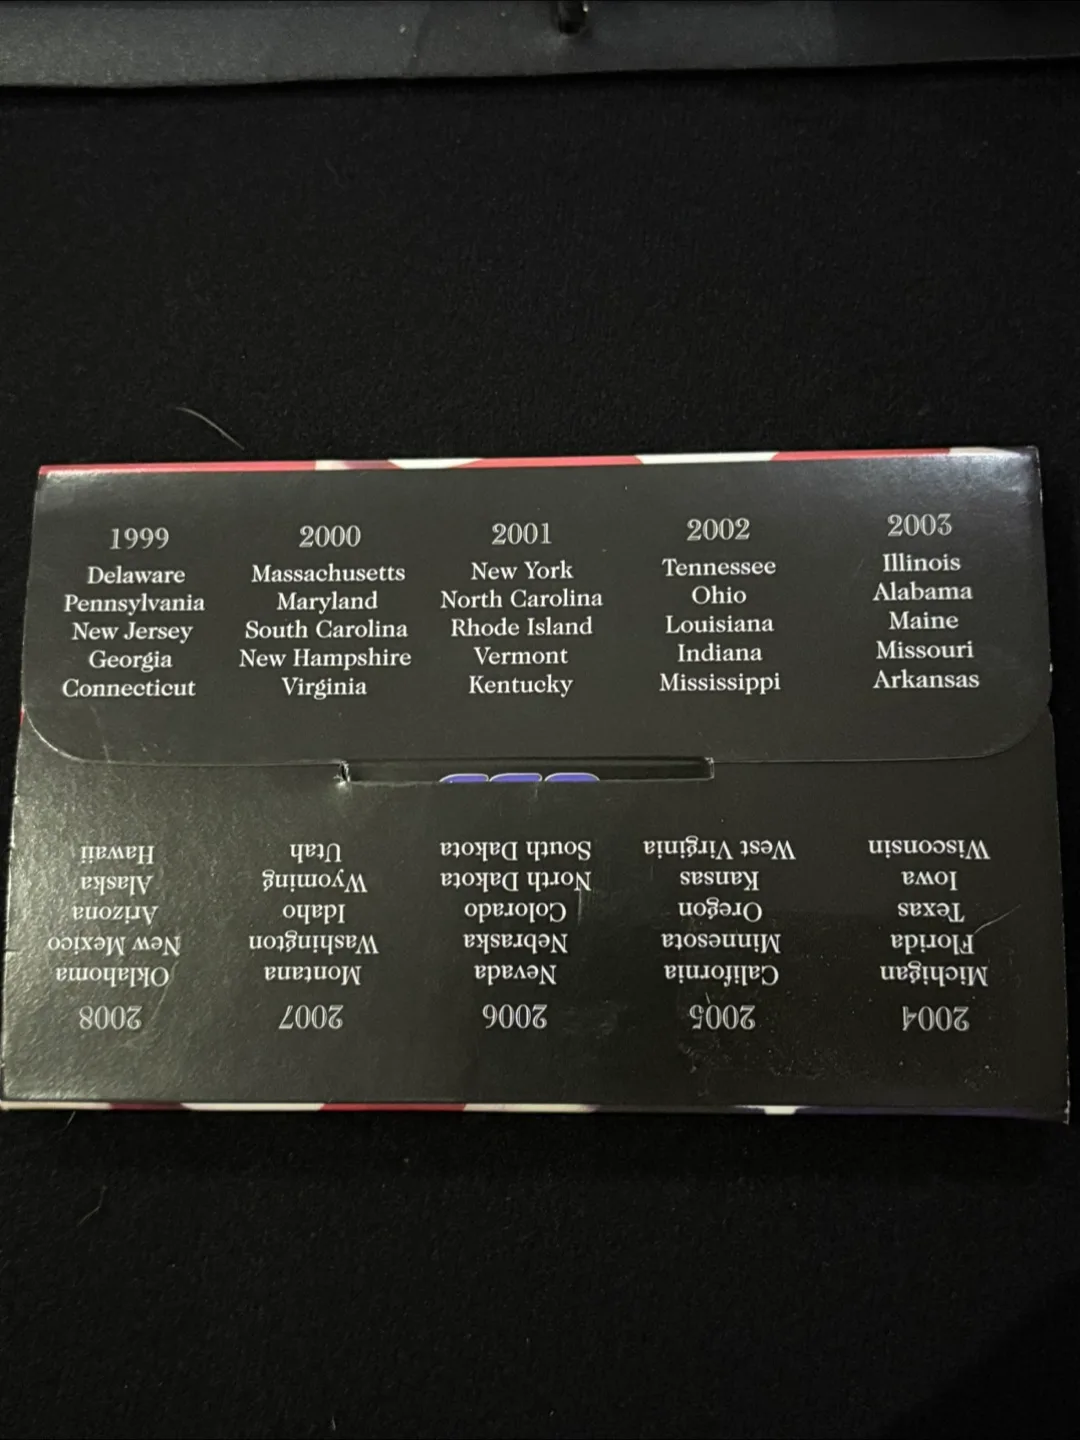 1999
Delaware
Pennsylvania
New Jersey
Georgia
Connecticut
2000
Massachusetts
Maryland
South Carolina
New Hampshire
Virginia
2001
New York
North Carolina
Rhode Island
Vermont
Kentucky
2002
Tennessee
Ohio
Louisiana
Indiana
Mississippi
2003
Illinois
Alabama
Maine
Missouri
Arkansas
2004
Michigan
Florida
Texas
Iowa
Wisconsin
2005
California
Minnesota
Oregon
Kansas
West Virginia
2006
Nevada
Nebraska
Colorado
North Dakota
South Dakota
2007
Montana
Washington
Idaho
Wyoming
Utah
2008
Oklahoma
New Mexico
Arizona
Alaska
Hawaii